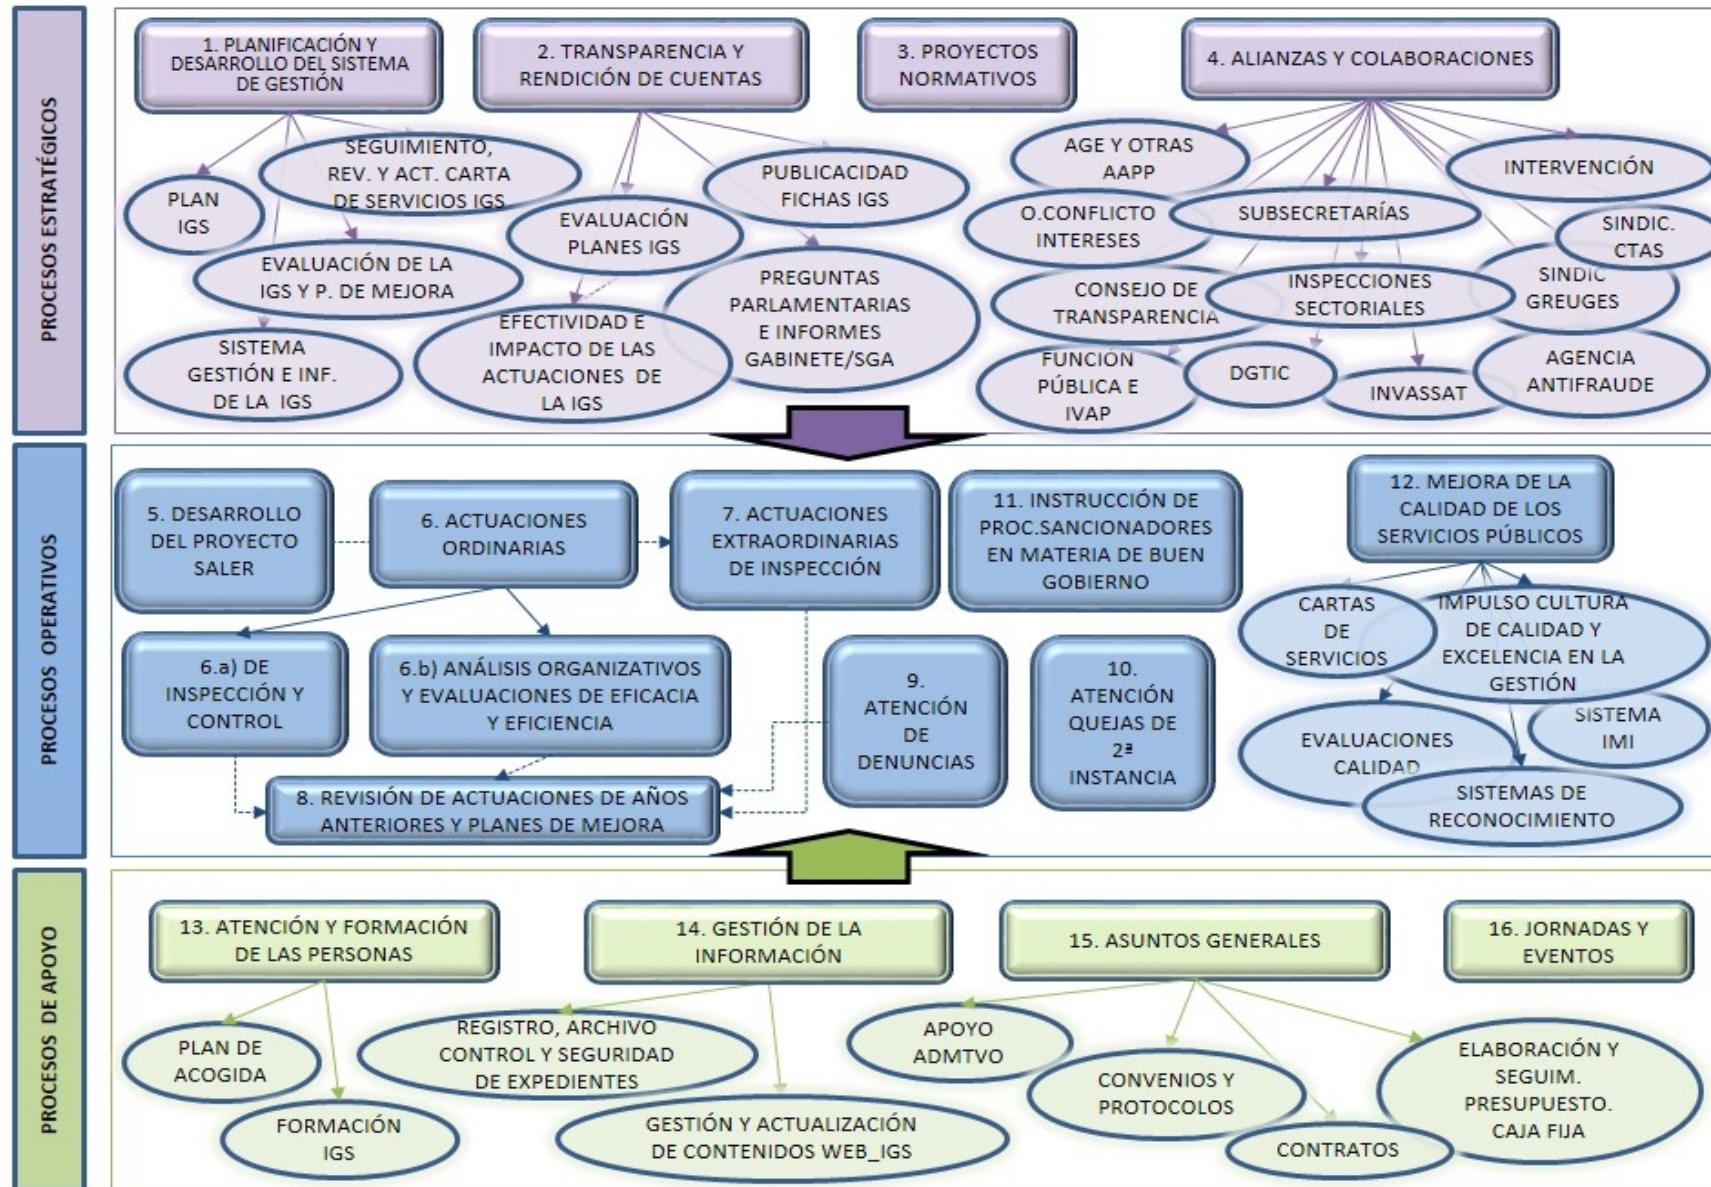 PROCESOS ESTRATÉGICOS
1. PLANIFICACIÓN Y
DESARROLLO DEL SISTEMA
DE GESTIÓN
2. TRANSPARENCIA Y
RENDICIÓN DE CUENTAS
3. PROYECTOS
NORMATIVOS
4. ALIANZAS Y COLABORACIONES
PLAN
IGS
SEGUIMIENTO,
REV. Y ACT. CARTA
DE SERVICIOS IGS
EVALUACIÓN DE LA
IGS Y P. DE MEJORA
SISTEMA
GESTIÓN E INF.
DE LA IGS
PUBLICACIDAD
FICHAS IGS
EVALUACIÓN
PLANES IGS
PREGUNTAS
PARLAMENTARIAS
E INFORMES
GABINETE/SGA
EFECTIVIDAD E
IMPACTO DE LAS
ACTUACIONES DE
LA IGS
AGE Y OTRAS
AAPP
INTERVENCIÓN
O.CONFLICTO
INTERESES
SUBSECRETARÍAS
SINDIC.
CTAS
CONSEJO DE
TRANSPARENCIA
INSPECCIONES
SECTORIALES
SINDIC
GREUGES
FUNCIÓN
PÚBLICA E
IVAP
DGTIC
INVASSAT
AGENCIA
ANTIFRAUDE
PROCESOS OPERATIVOS
5. DESARROLLO
DEL PROYECTO
SALER
6. ACTUACIONES
ORDINARIAS
7. ACTUACIONES
EXTRAORDINARIAS
DE INSPECCIÓN
11. INSTRUCCIÓN DE
PROC.SANCIONADORES
EN MATERIA DE BUEN
GOBIERNO
12. MEJORA DE LA
CALIDAD DE LOS
SERVICIOS PÚBLICOS
6.a) DE
INSPECCIÓN Y
CONTROL
6.b) ANÁLISIS ORGANIZATIVOS
Y EVALUACIONES DE EFICACIA
Y EFICIENCIA
9.
ATENCIÓN
DE
DENUNCIAS
10.
ATENCIÓN
QUEJAS DE
2ª
INSTANCIA
8. REVISIÓN DE ACTUACIONES DE AÑOS
ANTERIORES Y PLANES DE MEJORA
CARTAS
DE
SERVICIOS
IMPULSO CULTURA
DE CALIDAD Y
EXCELENCIA EN LA
GESTIÓN
EVALUACIONES
CALIDAD
SISTEMA
IMI
SISTEMAS DE
RECONOCIMIENTO
PROCESOS DE APOYO
13. ATENCIÓN Y FORMACIÓN
DE LAS PERSONAS
14. GESTIÓN DE LA
INFORMACIÓN
15. ASUNTOS GENERALES
16. JORNADAS Y
EVENTOS
PLAN DE
ACOGIDA
FORMACIÓN
IGS
REGISTRO, ARCHIVO
CONTROL Y SEGURIDAD
DE EXPEDIENTES
GESTIÓN Y ACTUALIZACIÓN
DE CONTENIDOS WEB_IGS
APOYO
ADMTVO
CONVENIOS Y
PROTOCOLOS
CONTRATOS
ELABORACIÓN Y
SEGUIM.
PRESUPUESTO.
CAJA FIJA